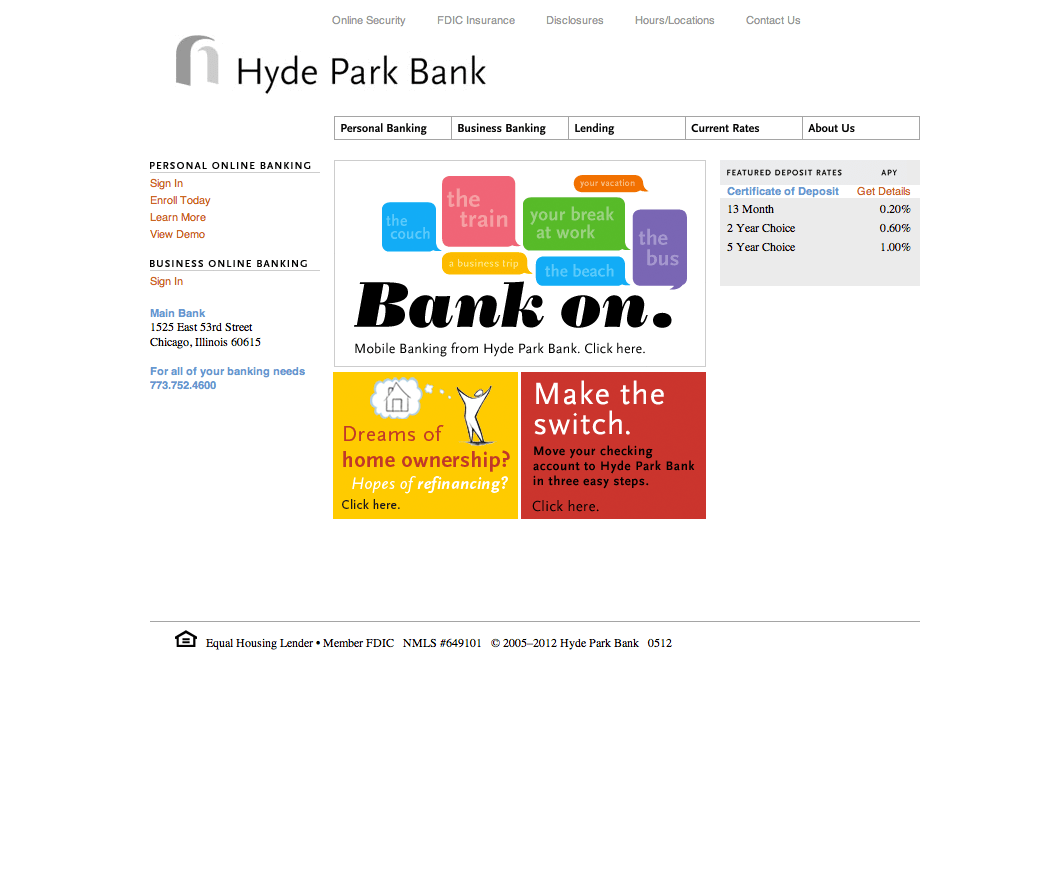 Online Security FDIC Insurance Disclosures Hours/Locations Contact Us
Hyde Park Bank
Personal Banking Business Banking Lending Current Rates About Us
PERSONAL ONLINE BANKING
Sign In
Enroll Today
Learn More
View Demo
BUSINESS ONLINE BANKING
Sign In
Main Bank
1525 East 53rd Street
Chicago, Illinois 60615
For all of your banking needs
773.752.4600
your vacation
the
train
the
couch
your break
at work
the
bus
a business trip
the beach
Bank on.
Mobile Banking from Hyde Park Bank. Click here.
Dreams of
home ownership?
Hopes of refinancing?
Click here.
Make the
switch.
Move your checking
account to Hyde Park Bank
in three easy steps.
Click here.
FEATURED DEPOSIT RATES APY
Certificate of Deposit Get Details
13 Month 0.20%
2 Year Choice 0.60%
5 Year Choice 1.00%
Equal Housing Lender • Member FDIC NMLS #649101 © 2005–2012 Hyde Park Bank 0512